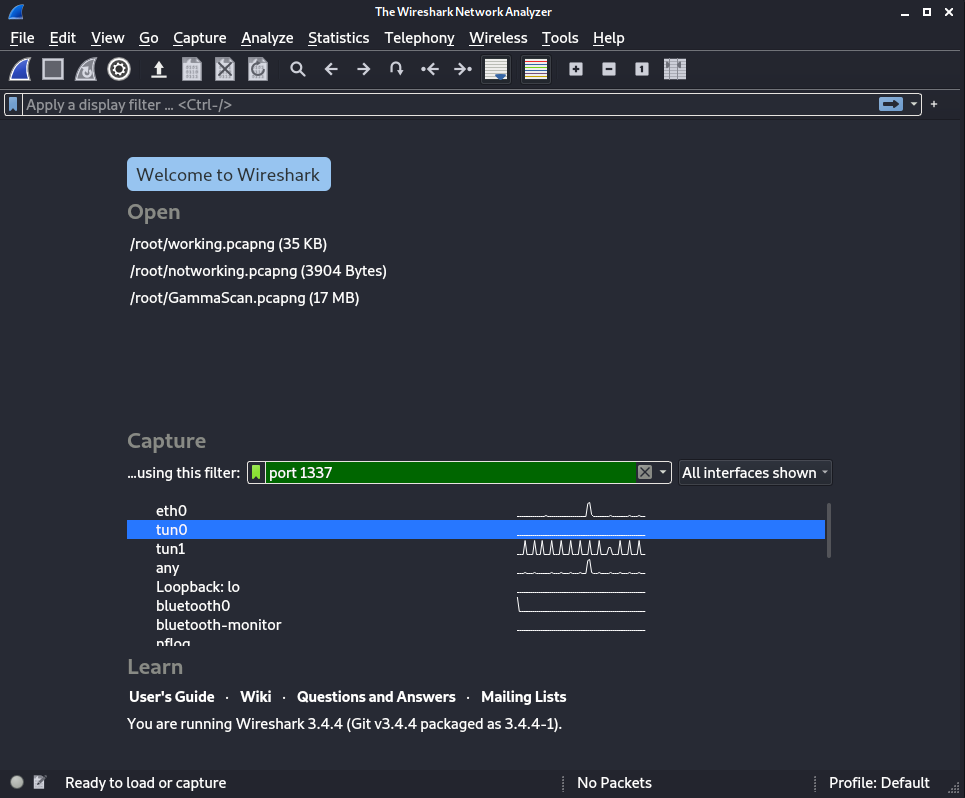 The Wireshark Network Analyzer
File Edit View Go Capture Analyze Statistics Telephony Wireless Tools Help
Apply a display filter ... <Ctrl-/>
+
Welcome to Wireshark
Open
/root/working.pcapng (35 KB)
/root/notworking.pcapng (3904 Bytes)
/root/GammaScan.pcapng (17 MB)
Capture
...using this filter: port 1337 All interfaces shown
eth0
tun0
tun1
any
Loopback: lo
bluetooth0
bluetooth-monitor
nflog
Learn
User's Guide · Wiki · Questions and Answers · Mailing Lists
You are running Wireshark 3.4.4 (Git v3.4.4 packaged as 3.4.4-1).
Ready to load or capture No Packets Profile: Default